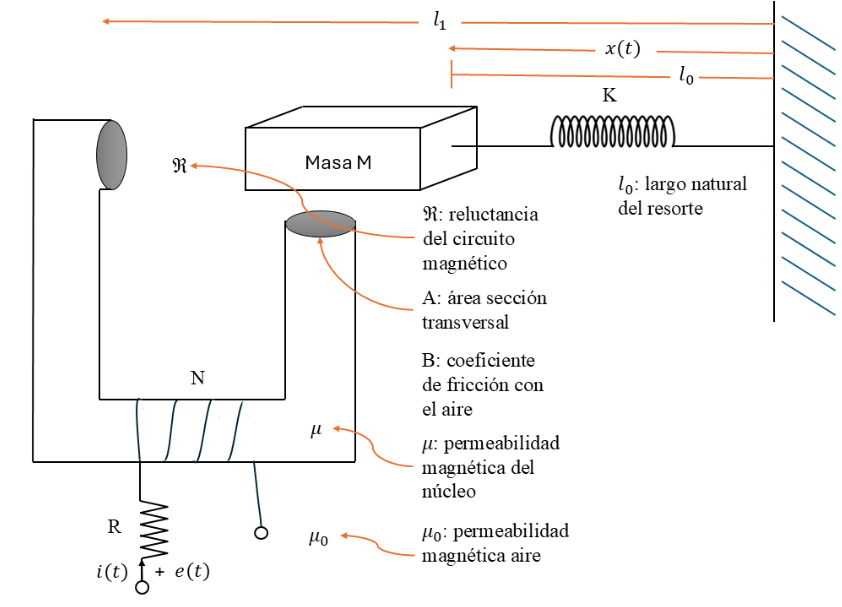 l₁
x(t)
l₀
K
Masa M
ℜ
l₀: largo natural
del resorte
ℜ: reluctancia
del circuito
magnético
A: área sección
transversal
B: coeficiente
de fricción con
el aire
N
μ
μ: permeabilidad
magnética del
núcleo
R
μ₀
μ₀: permeabilidad
magnética aire
i(t) + e(t)